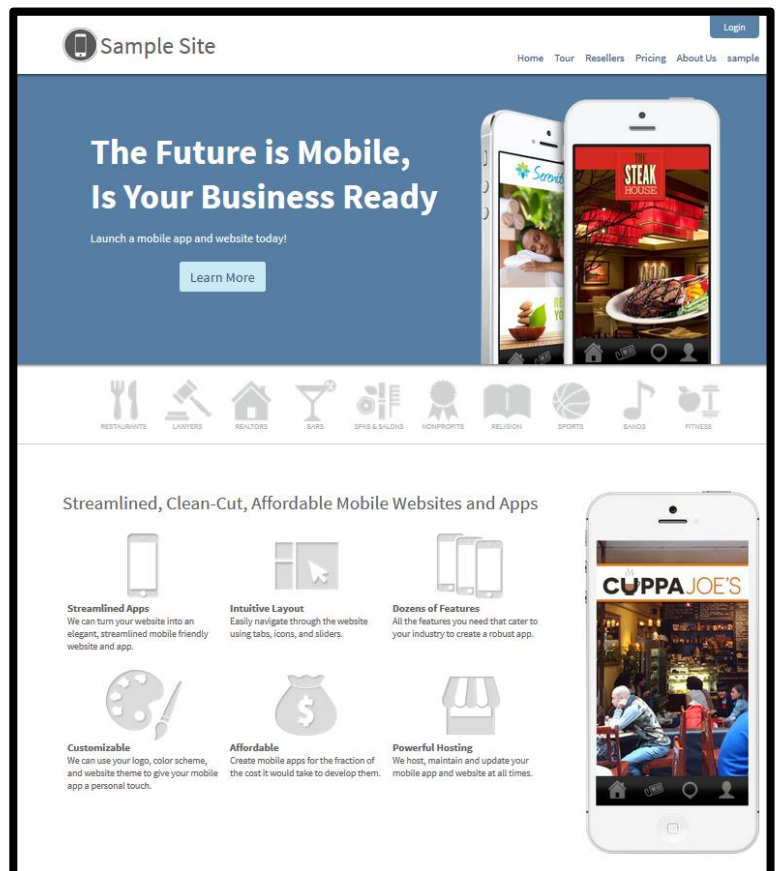 Login
Sample Site
Home Tour Resellers Pricing About Us sample
The Future is Mobile,
Is Your Business Ready
Launch a mobile app and website today!
Learn More
THE
STEAK
HOUSE
RESTAURANTS LAWYERS REALTORS BARS SPAS & SALONS NONPROFITS RELIGION SPORTS BANDS FITNESS
Streamlined, Clean-Cut, Affordable Mobile Websites and Apps
Streamlined Apps
We can turn your website into an
elegant, streamlined mobile friendly
website and app.
Intuitive Layout
Easily navigate through the website
using tabs, icons, and sliders.
Dozens of Features
All the features you need that cater to
your industry to create a robust app.
$
Customizable
We can use your logo, color scheme,
and website theme to give your mobile
app a personal touch.
Affordable
Create mobile apps for the fraction of
the cost it would take to develop them.
Powerful Hosting
We host, maintain and update your
mobile app and website at all times.
CUPPA JOE'S